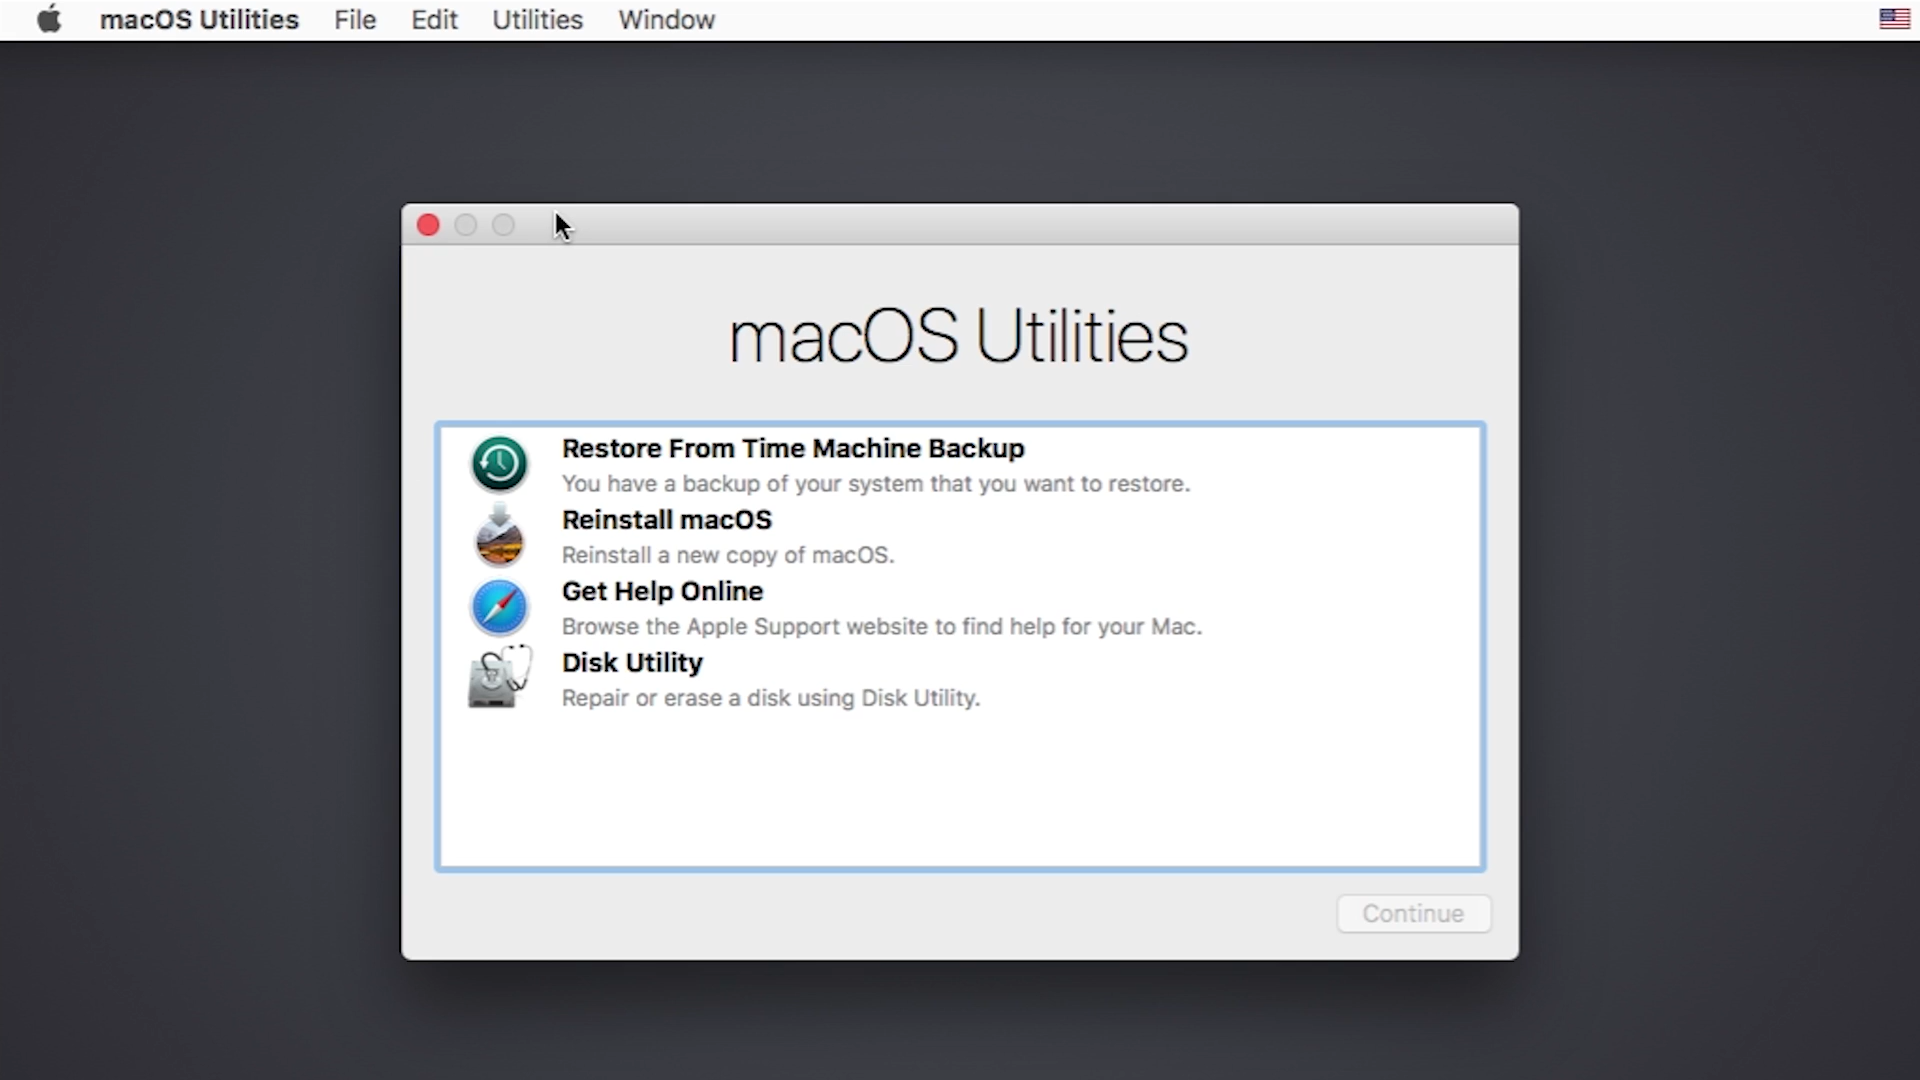 macOS Utilities File Edit Utilities Window
macOS Utilities
Restore From Time Machine Backup
You have a backup of your system that you want to restore.
Reinstall macOS
Reinstall a new copy of macOS.
Get Help Online
Browse the Apple Support website to find help for your Mac.
Disk Utility
Repair or erase a disk using Disk Utility.
Continue